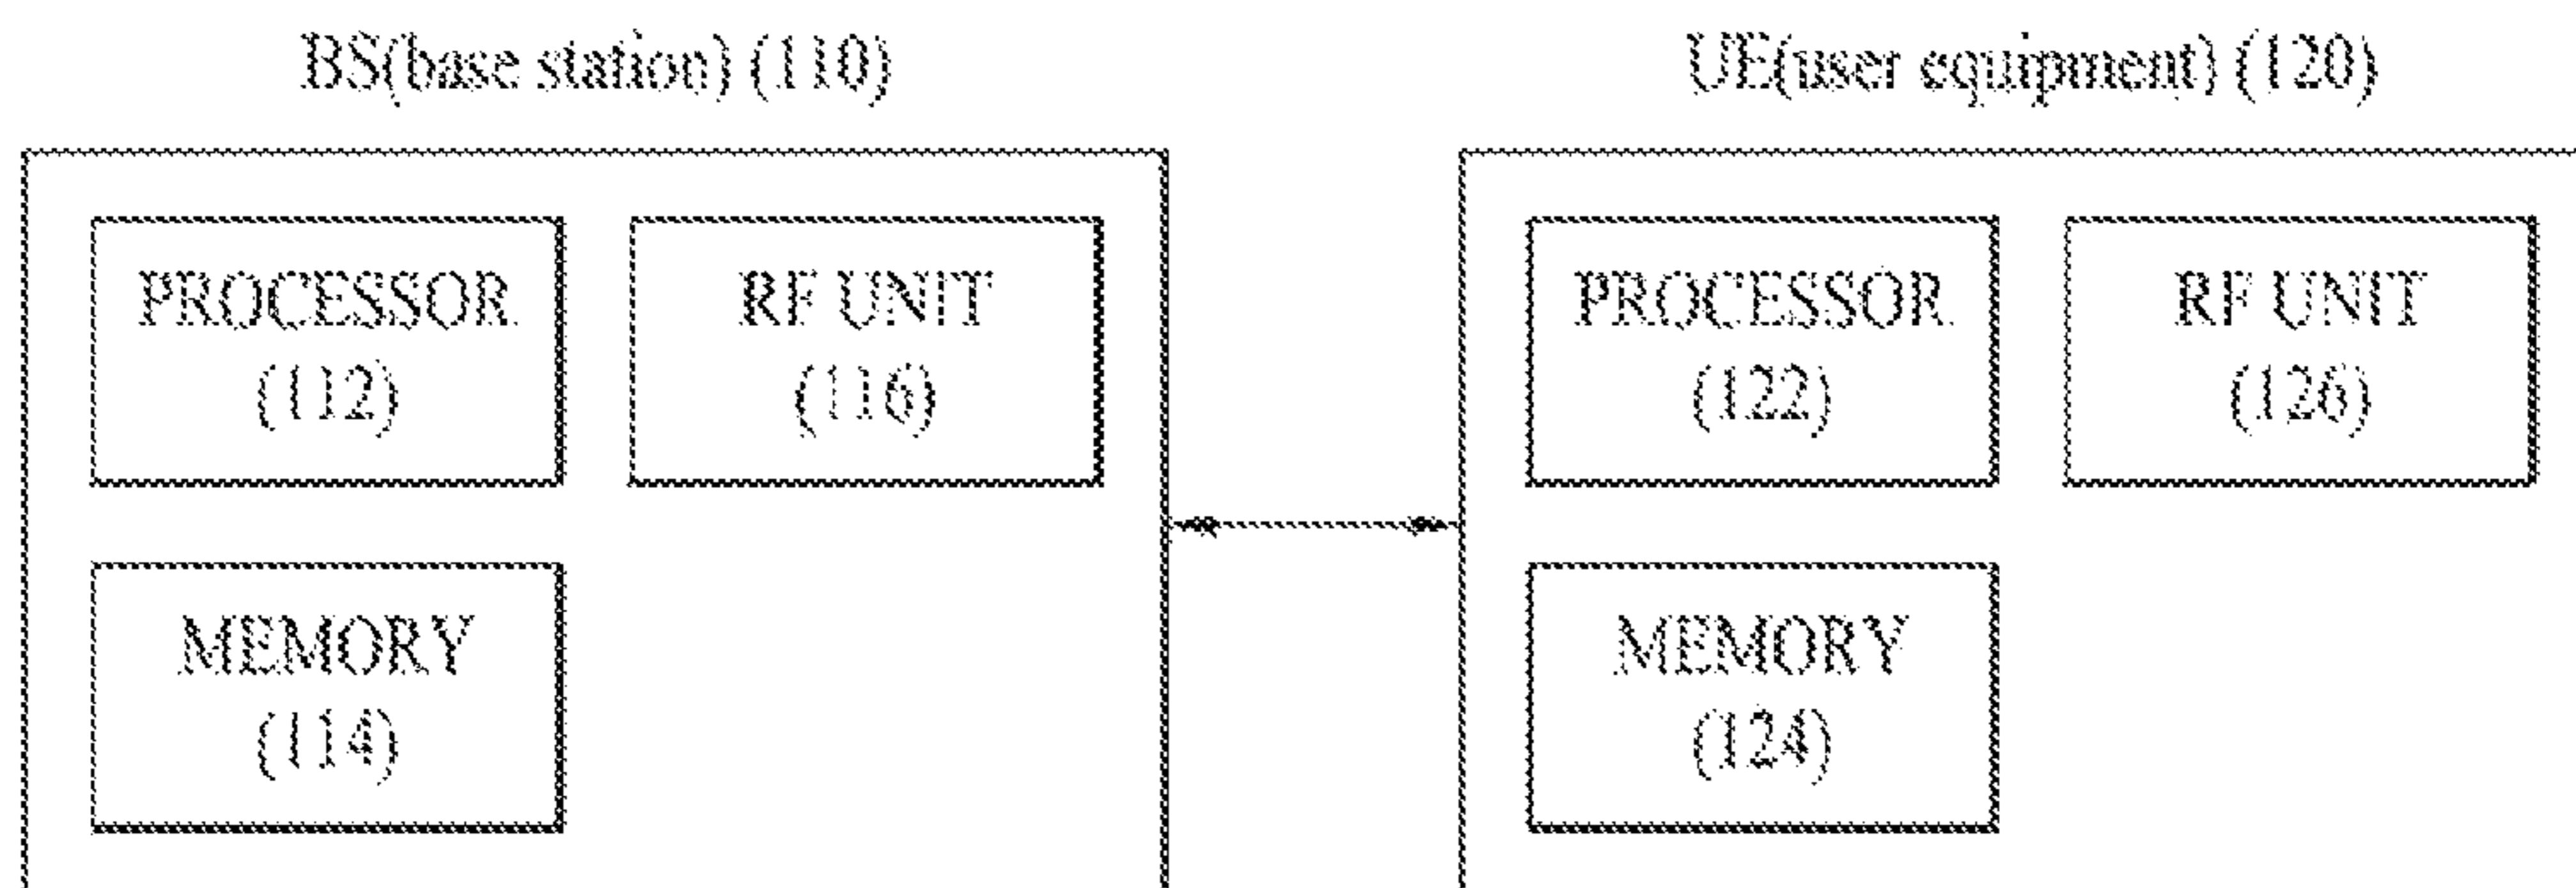 BS(base station) (110)
PROCESSOR
(112)
RF UNIT
(116)
MEMORY
(114)
UE(user equipment) (120)
PROCESSOR
(122)
RF UNIT
(126)
MEMORY
(124)